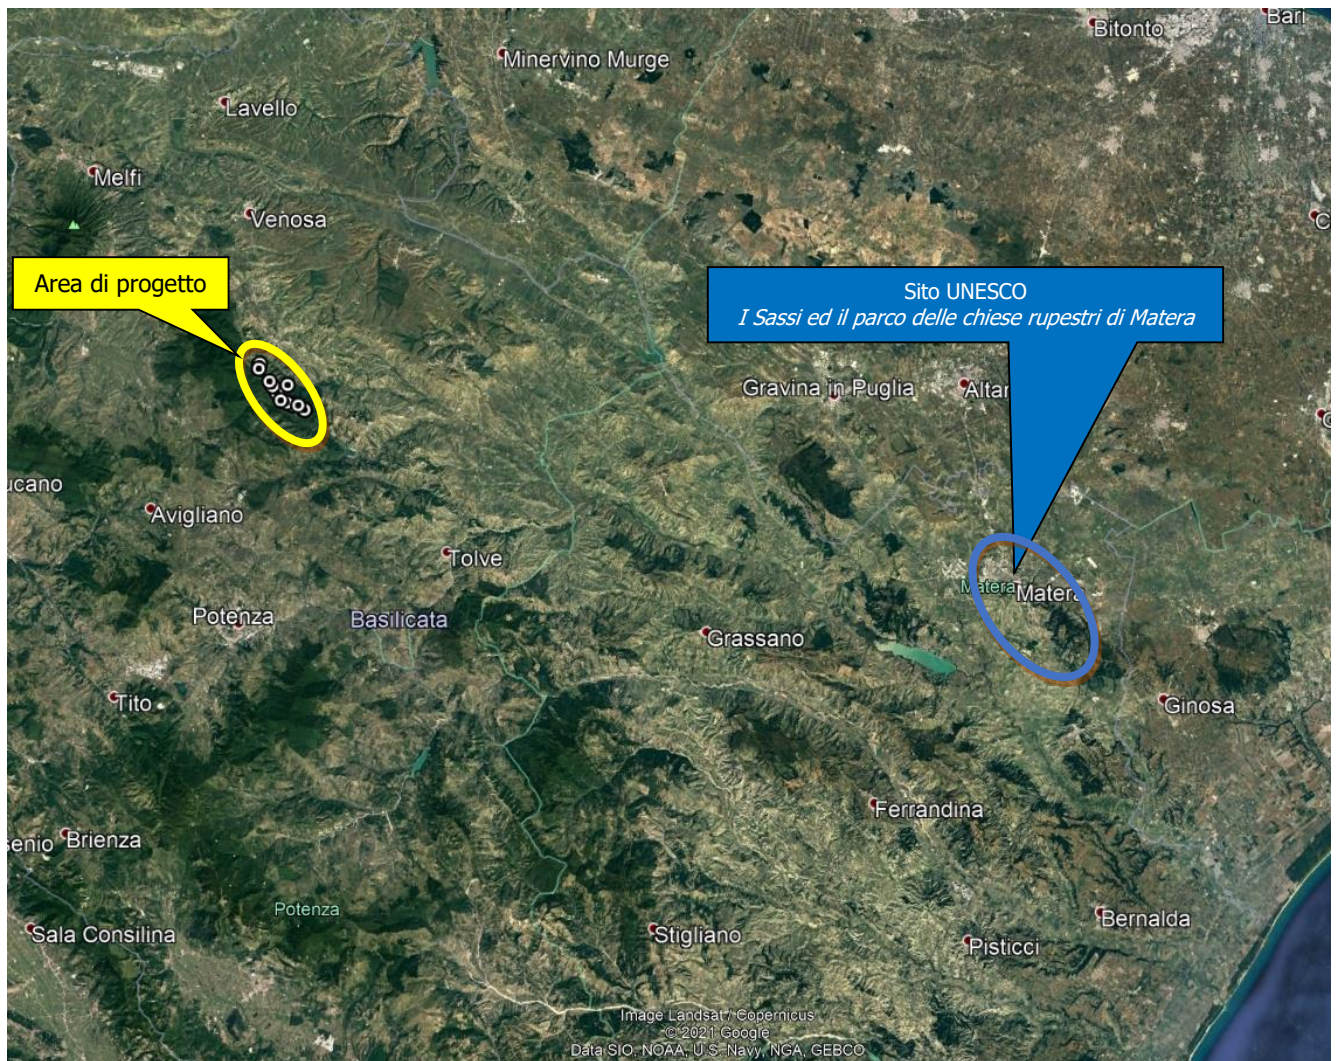 Bari
Bitonto
Minervino Murge
Lavello
Melfi
Venosa
Area di progetto
Sito UNESCO
I Sassi ed il parco delle chiese rupestri di Matera
Gravina in Puglia
Altar
ucano
Avigliano
Tolve
Matera
Matera
Potenza
Basilicata
Grassano
Tito
Ginosa
Ferrandina
senio
Brienza
Potenza
Bernalda
Sala Consilina
Stigliano
Pisticci
Image Landsat / Copernicus
© 2021 Google
Data SIO, NOAA, U.S. Navy, NGA, GEBCO